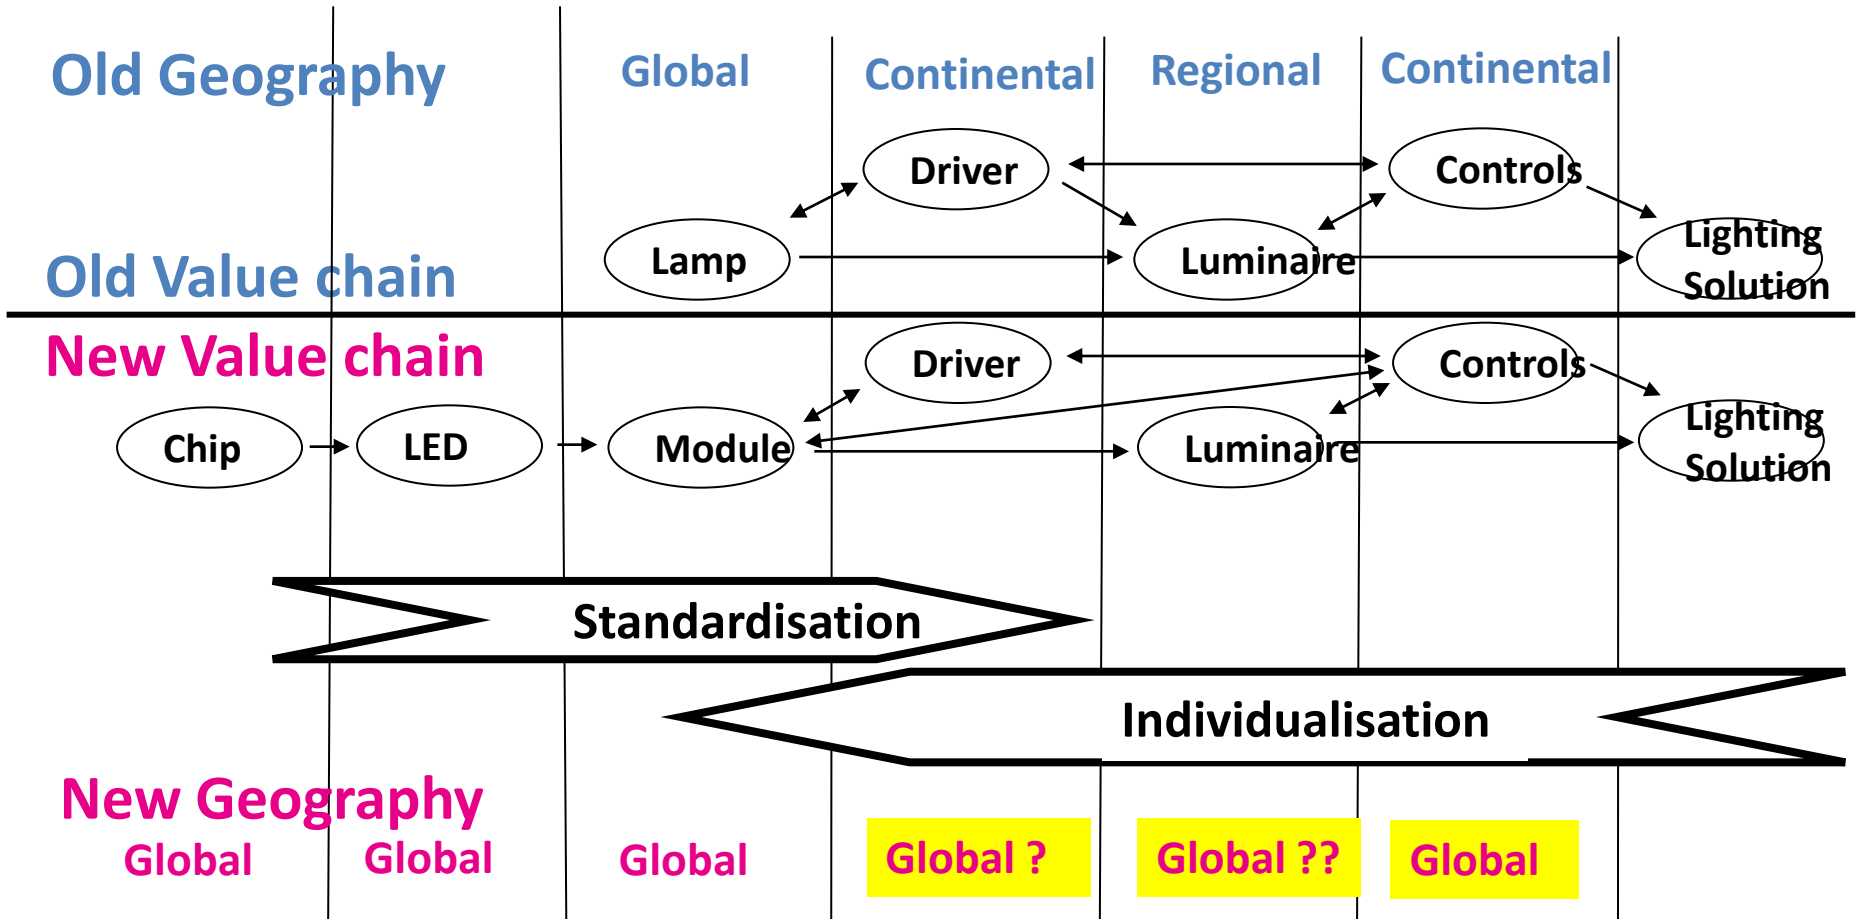 Old Geography
Global
Continental
Regional
Continental
Driver
Controls
Lamp
Luminaire
Lighting
Solution
Old Value chain
New Value chain
Driver
Controls
Chip
LED
Module
Luminaire
Lighting
Solution
Standardisation
Individualisation
New Geography
Global
Global
Global
Global ?
Global ??
Global